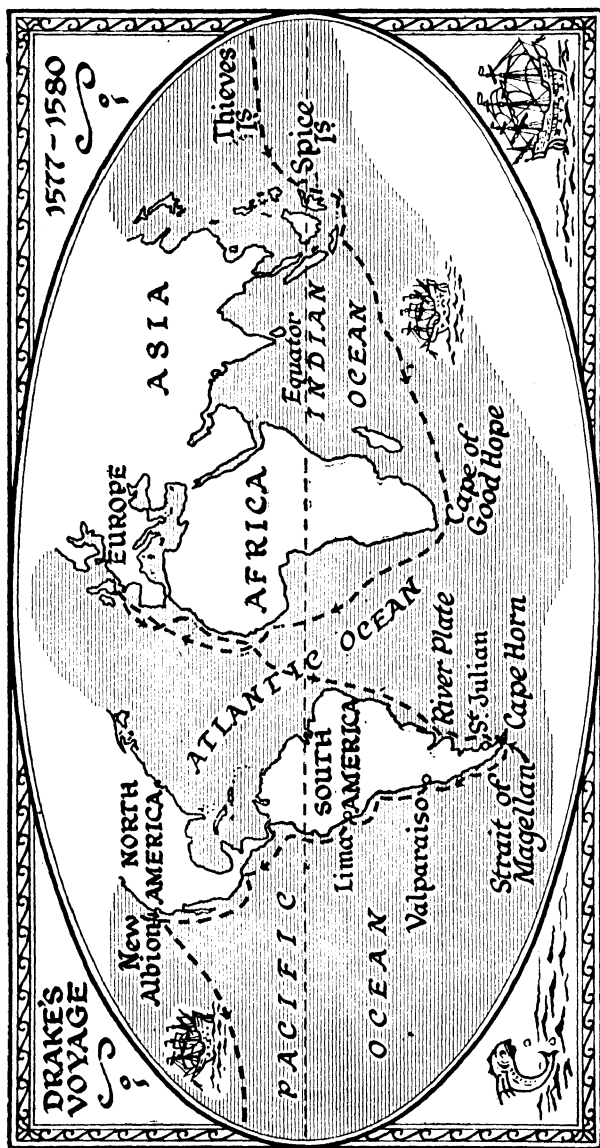 DRAKE'S
VOYAGE
1577–1580
NORTH
AMERICA
New
Albion
EUROPE
ASIA
Thieves
Is
Spice
Is
AFRICA
ATLANTYC OCEAN
PACIFIC
OCEAN
SOUTH
AMERICA
Lima
Valparaiso
River Plate
St Julian
Cape Horn
Strait of
Magellan
Cape of
Good Hope
Equator
INDIAN
OCEAN